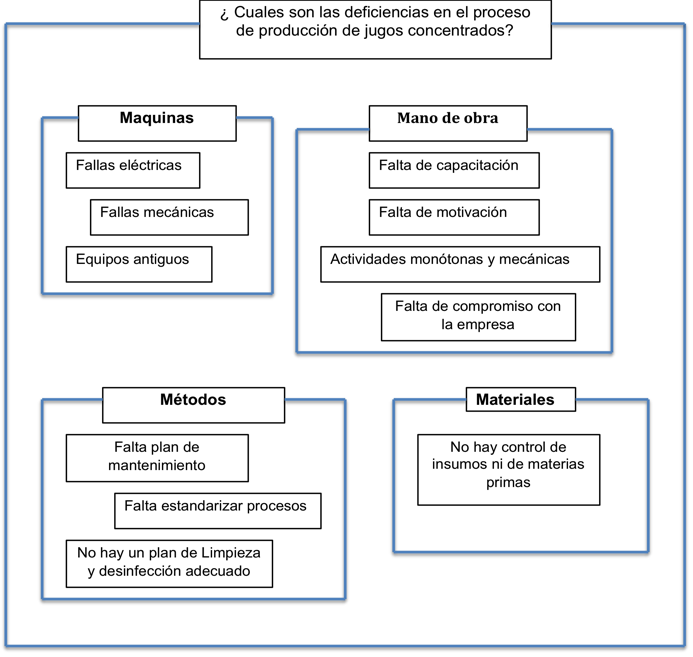 ¿ Cuales son las deficiencias en el proceso
de producción de jugos concentrados?
Maquinas
Fallas eléctricas
Fallas mecánicas
Equipos antiguos
Mano de obra
Falta de capacitación
Falta de motivación
Actividades monótonas y mecánicas
Falta de compromiso con
la empresa
Métodos
Falta plan de
mantenimiento
Falta estandarizar procesos
No hay un plan de Limpieza
y desinfección adecuado
Materiales
No hay control de
insumos ni de materias
primas